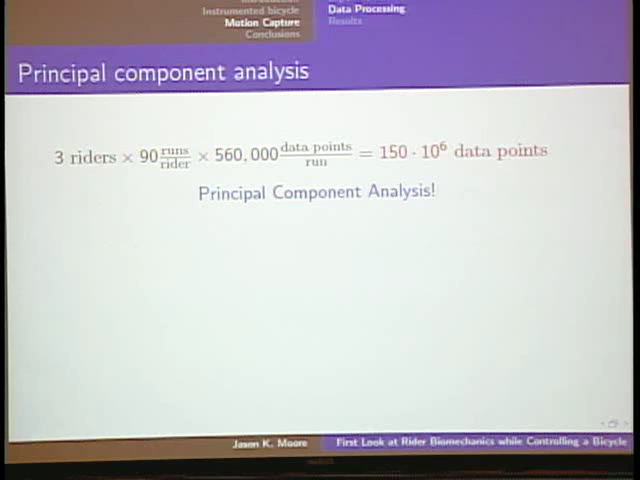 Instrumented bicycle
Motion Capture
Conclusions
Data Processing
Results
Principal component analysis
3 riders × 90 runs/rider × 560,000 data points/run = 150 · 10⁶ data points
Principal Component Analysis!
Jason K. Moore
First Look at Rider Biomechanics while Controlling a Bicycle